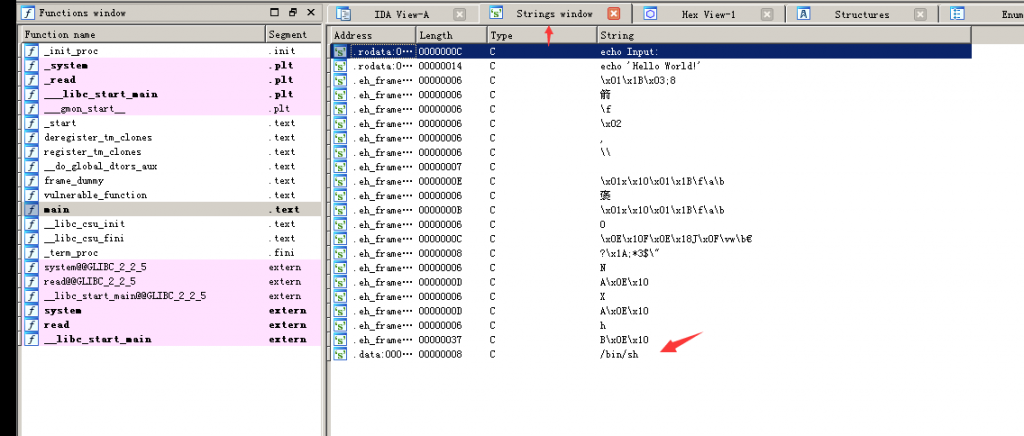 Functions window
IDA View-A
Strings window
Hex View-1
Structures
Enum
Function name Segment
_init_proc .init
_system .plt
_read .plt
___libc_start_main .plt
___gmon_start__ .plt
_start .text
deregister_tm_clones .text
register_tm_clones .text
__do_global_dtors_aux .text
frame_dummy .text
vulnerable_function .text
main .text
__libc_csu_init .text
__libc_csu_fini .text
_term_proc .fini
system@@GLIBC_2_2_5 extern
read@@GLIBC_2_2_5 extern
__libc_start_main@@GLIBC_2_2_5 extern
system extern
read extern
__libc_start_main extern
Address Length Type String
.rodata:0··· 0000000C C echo Input:
.rodata:0··· 00000014 C echo 'Hello World!'
.eh_frame··· 00000006 C \x01\x1B\x03;8
.eh_frame··· 00000006 C 箭
.eh_frame··· 00000006 C \f
.eh_frame··· 00000006 C \x02
.eh_frame··· 00000006 C ,
.eh_frame··· 00000006 C \\
.eh_frame··· 00000007 C
.eh_frame··· 0000000E C \x01x\x10\x01\x1B\f\a\b
.eh_frame··· 00000006 C
.eh_frame··· 0000000B C \x01x\x10\x01\x1B\f\a\b
.eh_frame··· 00000006 C 0
.eh_frame··· 0000000C C \x0E\x10F\x0E\x18J\x0F\vw\b€
.eh_frame··· 00000008 C ?\x1A;*3$\"
.eh_frame··· 00000006 C N
.eh_frame··· 0000000D C A\x0E\x10
.eh_frame··· 00000006 C X
.eh_frame··· 0000000D C A\x0E\x10
.eh_frame··· 00000006 C h
.eh_frame··· 00000037 C B\x0E\x10
.data:000··· 00000008 C /bin/sh